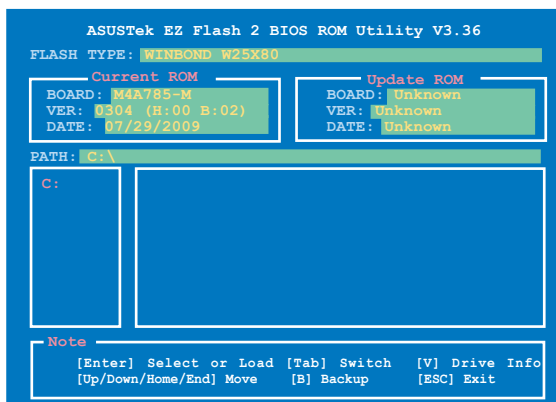 ASUSTek EZ Flash 2 BIOS ROM Utility V3.36
FLASH TYPE: WINBOND W25X80
Current ROM
BOARD: M4A785-M
VER: 0304 (H:00 B:02)
DATE: 07/29/2009
Update ROM
BOARD: Unknown
VER: Unknown
DATE: Unknown
PATH: C:\
C:
Note
[Enter] Select or Load [Tab] Switch [V] Drive Info
[Up/Down/Home/End] Move [B] Backup [ESC] Exit